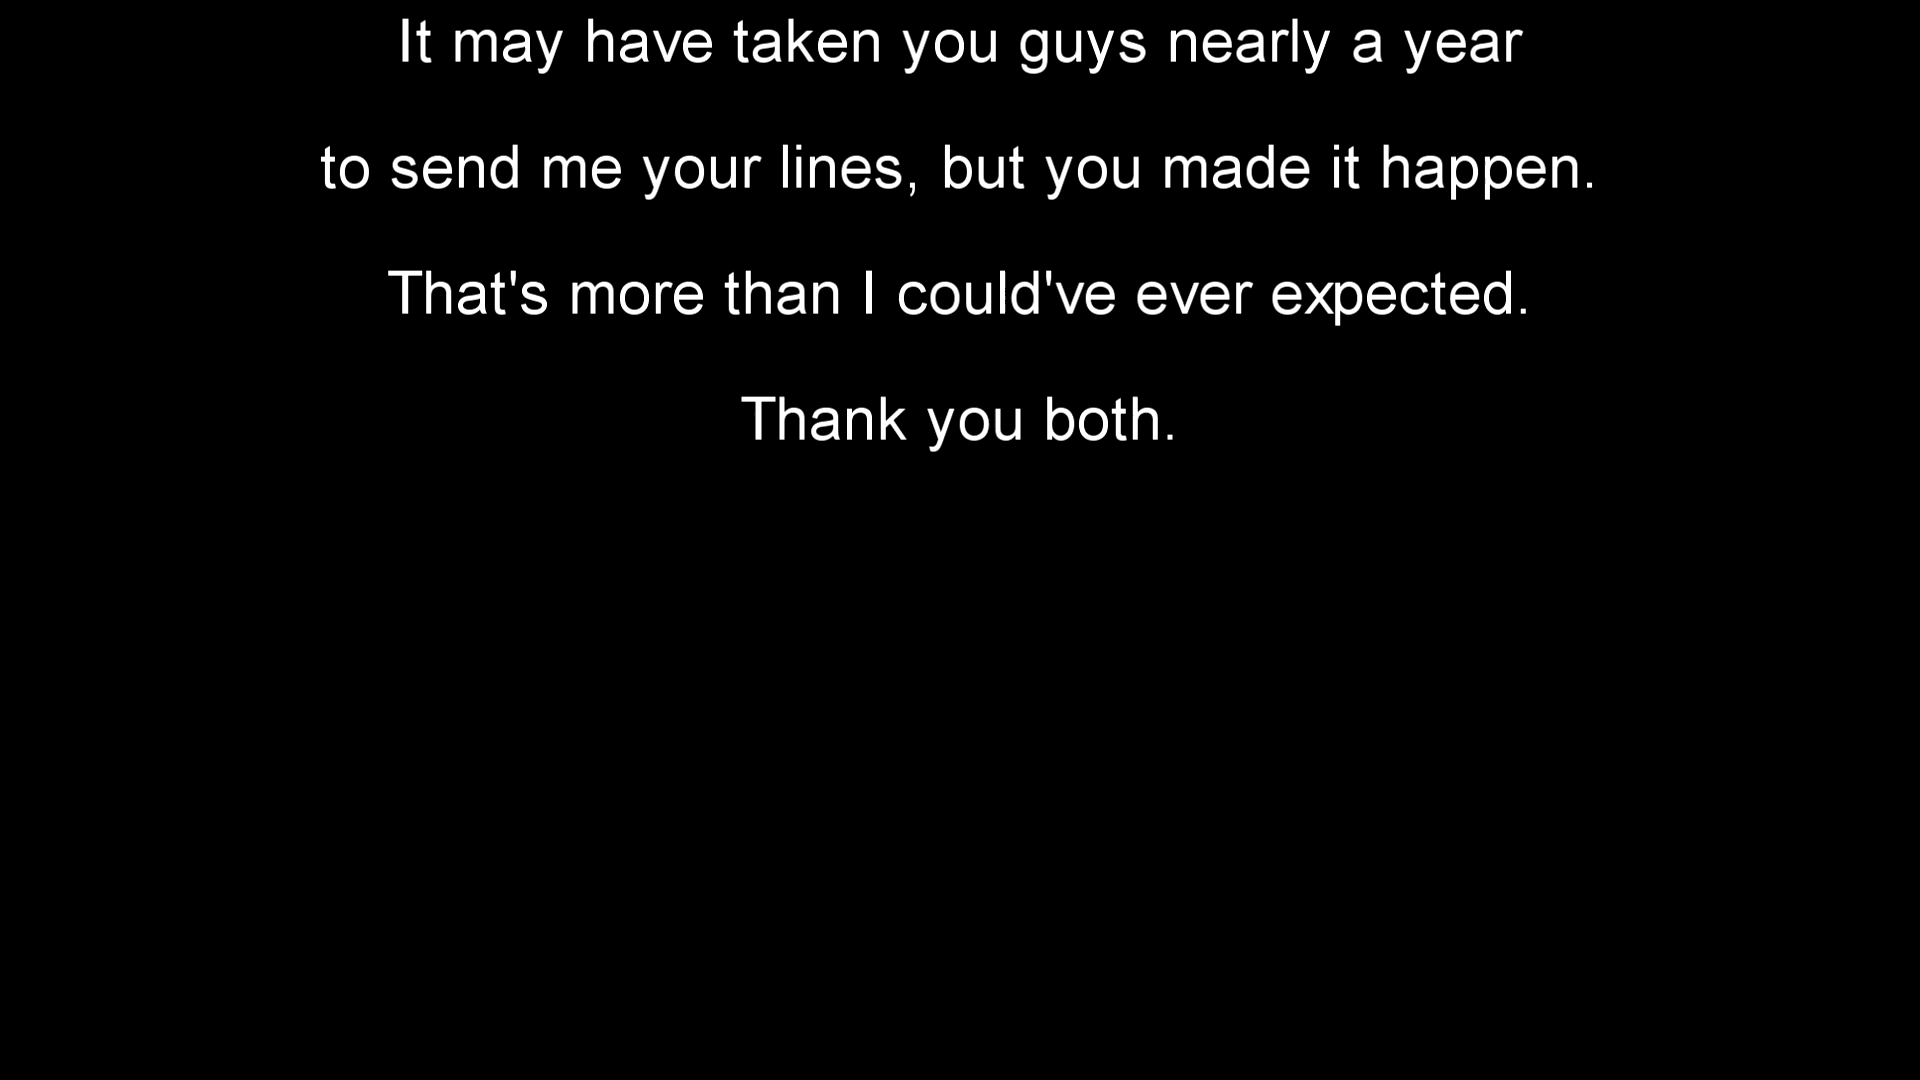 It may have taken you guys nearly a year
to send me your lines, but you made it happen.
That's more than I could've ever expected.
Thank you both.